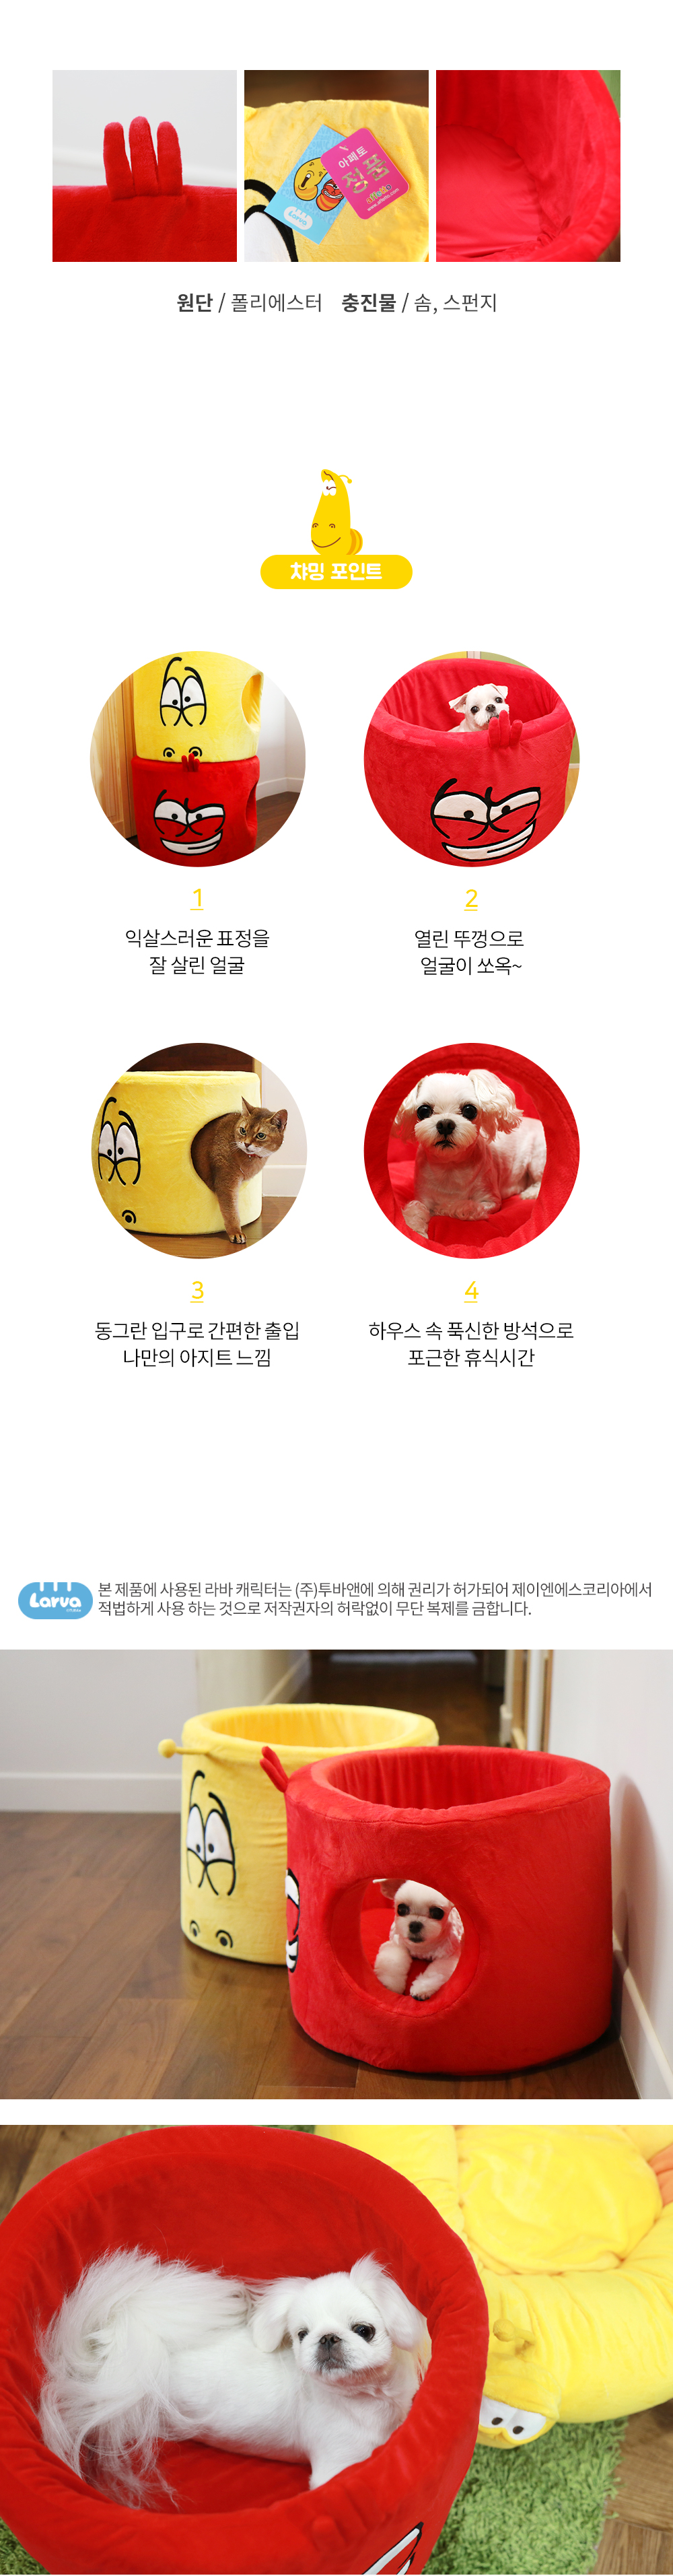 Larva
아페토
정품
원단 / 폴리에스터 충진물 / 솜, 스펀지
챠밍 포인트
1
익살스러운 표정을
잘 살린 얼굴
2
열린 뚜껑으로
얼굴이 쏘옥~
3
동그란 입구로 간편한 출입
나만의 아지트 느낌
4
하우스 속 푹신한 방석으로
포근한 휴식시간
Larva
본 제품에 사용된 라바 캐릭터는 (주)투바앤에 의해 권리가 허가되어 제이엔에스코리아에서
적법하게 사용 하는 것으로 저작권자의 허락없이 무단 복제를 금합니다.